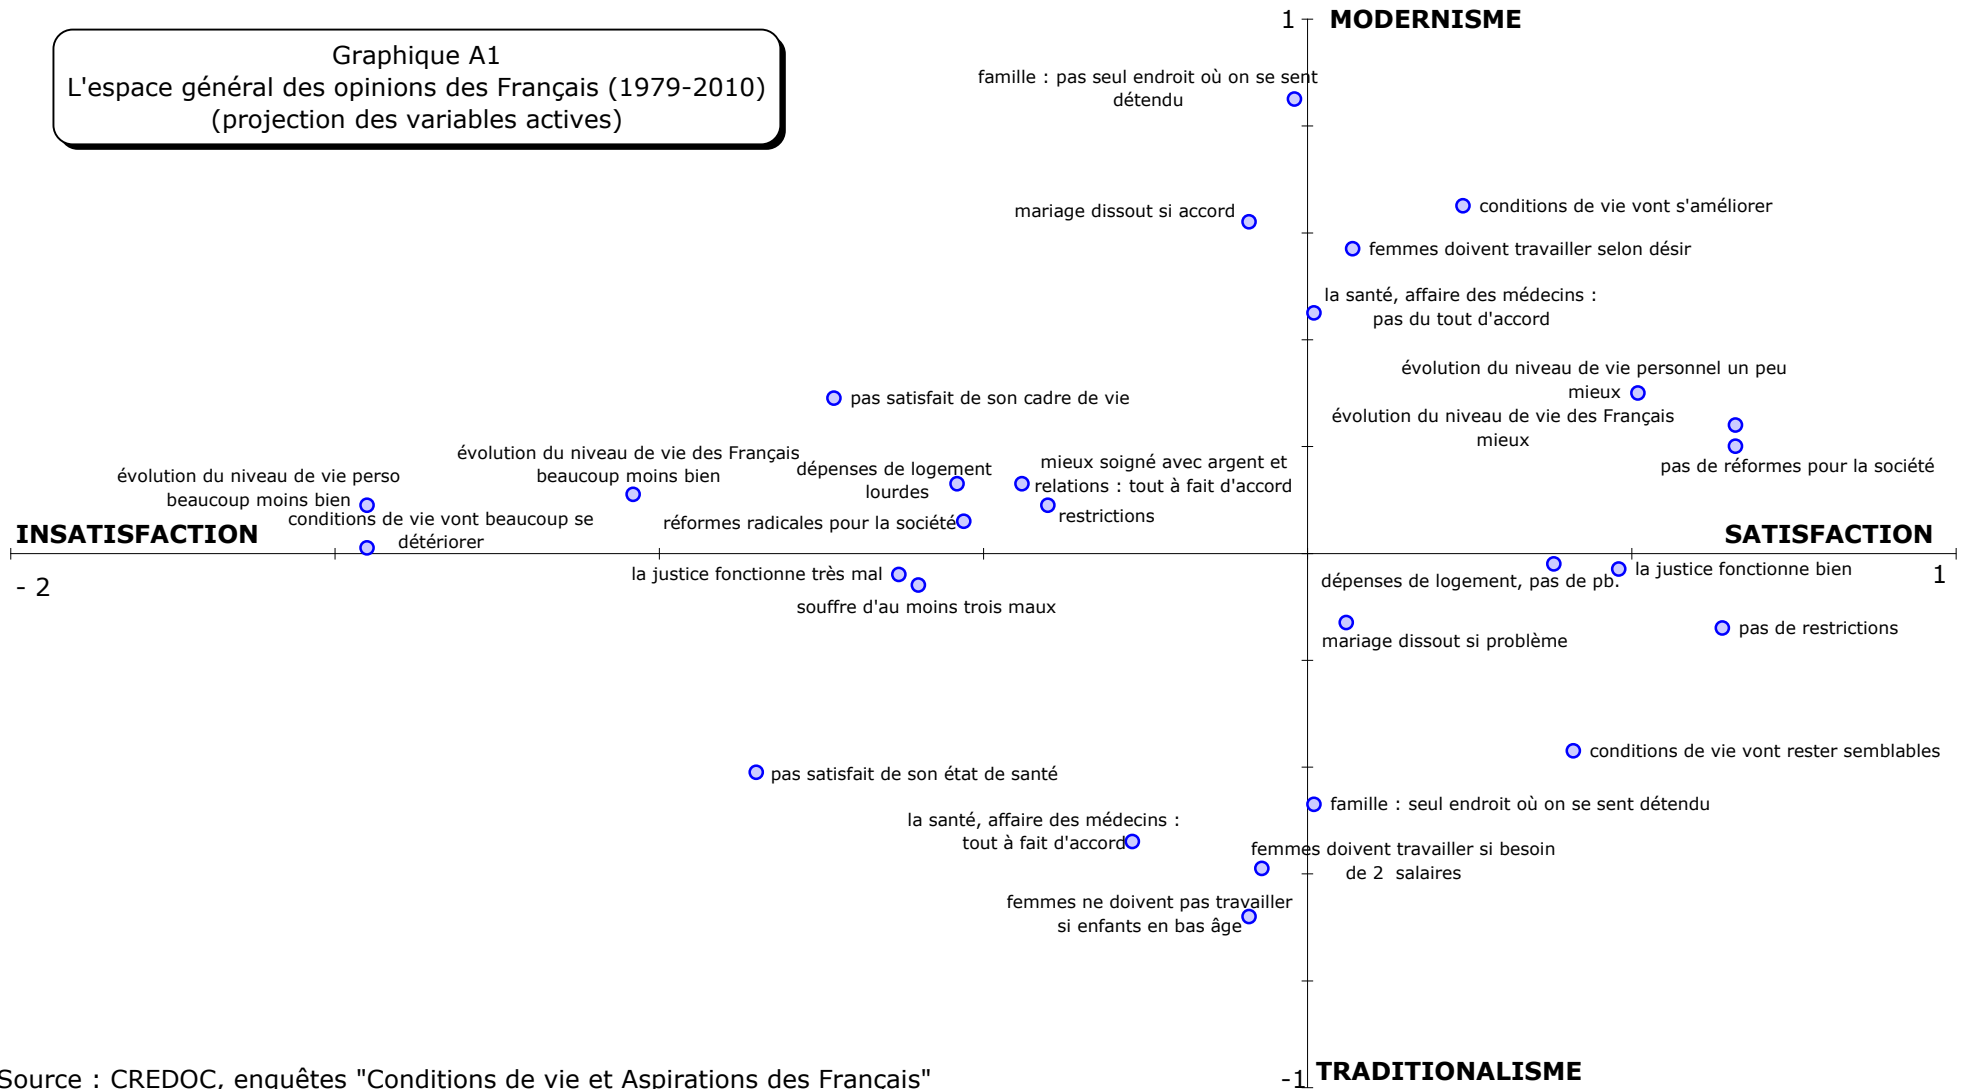 1 MODERNISME
Graphique A1
L'espace général des opinions des Français (1979-2010)
(projection des variables actives)
famille : pas seul endroit où on se sent
détendu
mariage dissout si accord
conditions de vie vont s'améliorer
femmes doivent travailler selon désir
la santé, affaire des médecins :
pas du tout d'accord
évolution du niveau de vie personnel un peu
mieux
pas satisfait de son cadre de vie
évolution du niveau de vie des Français
mieux
pas de réformes pour la société
évolution du niveau de vie des Français
beaucoup moins bien
évolution du niveau de vie perso
beaucoup moins bien
dépenses de logement
lourdes
mieux soigné avec argent et
relations : tout à fait d'accord
restrictions
conditions de vie vont beaucoup se
détériorer
réformes radicales pour la société
INSATISFACTION
SATISFACTION
- 2
1
la justice fonctionne très mal
souffre d'au moins trois maux
dépenses de logement, pas de pb.
la justice fonctionne bien
mariage dissout si problème
pas de restrictions
conditions de vie vont rester semblables
pas satisfait de son état de santé
famille : seul endroit où on se sent détendu
la santé, affaire des médecins :
tout à fait d'accord
femmes doivent travailler si besoin
de 2 salaires
femmes ne doivent pas travailler
si enfants en bas âge
-1 TRADITIONALISME
Source : CREDOC, enquêtes "Conditions de vie et Aspirations des Français"